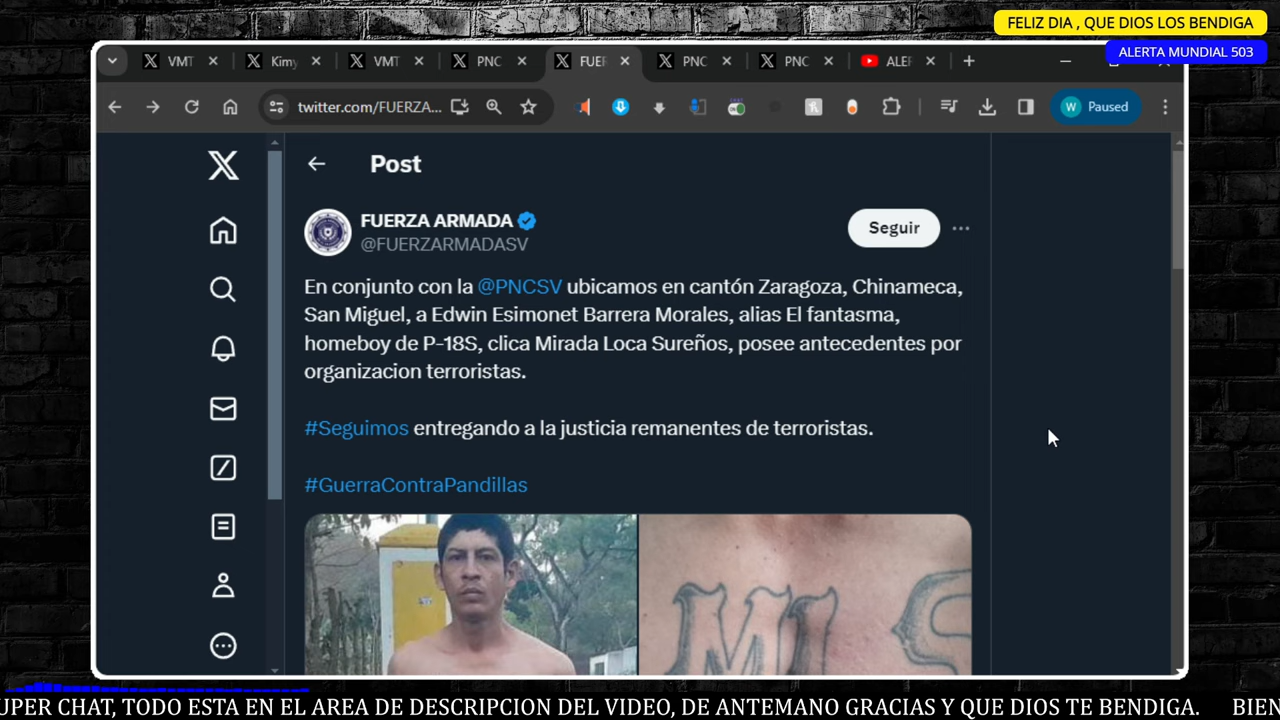 FELIZ DIA , QUE DIOS LOS BENDIGA
ALERTA MUNDIAL 503
VMT
Kimy
VMT
PNC
FUER
PNC
PNC
ALEF
twitter.com/FUERZA...
W Paused
Post
FUERZA ARMADA
@FUERZARMADASV
Seguir
En conjunto con la @PNCSV ubicamos en cantón Zaragoza, Chinameca,
San Miguel, a Edwin Esimonet Barrera Morales, alias El fantasma,
homeboy de P-18S, clica Mirada Loca Sureños, posee antecedentes por
organizacion terroristas.
#Seguimos entregando a la justicia remanentes de terroristas.
#GuerraContraPandillas
UPER CHAT, TODO ESTA EN EL AREA DE DESCRIPCION DEL VIDEO, DE ANTEMANO GRACIAS Y QUE DIOS TE BENDIGA. BIEN